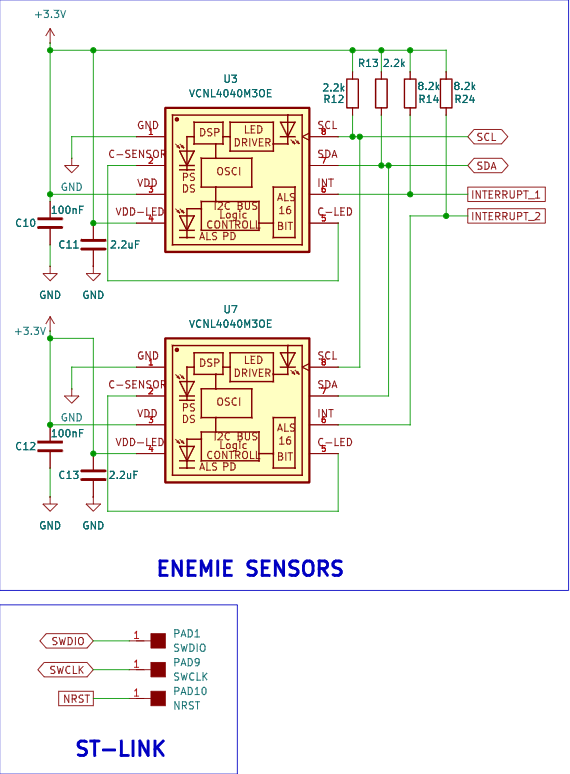 +3.3V
R13 2.2k
2.2k
R12
8.2k
R14
8.2k
R24
U3
VCNL4040M3OE
GND
1
C-SENSOR
2
VDD
3
VDD-LED
4
SCL
8
SDA
7
INT
6
C-LED
5
DSP
LED
DRIVER
OSCI
PS
DS
I2C BUS
Logic
CONTROLL
ALS PD
ALS
16
BIT
SCL
SDA
INTERRUPT_1
INTERRUPT_2
GND
C10
100nF
C11
2.2uF
GND
GND
+3.3V
U7
VCNL4040M3OE
GND
1
C-SENSOR
2
VDD
3
VDD-LED
4
SCL
8
SDA
7
INT
6
C-LED
5
DSP
LED
DRIVER
OSCI
PS
DS
I2C BUS
Logic
CONTROLL
ALS PD
ALS
16
BIT
GND
C12
100nF
C13
2.2uF
GND
GND
ENEMIE SENSORS
SWDIO
1
PAD1
SWDIO
SWCLK
1
PAD9
SWCLK
NRST
1
PAD10
NRST
ST-LINK